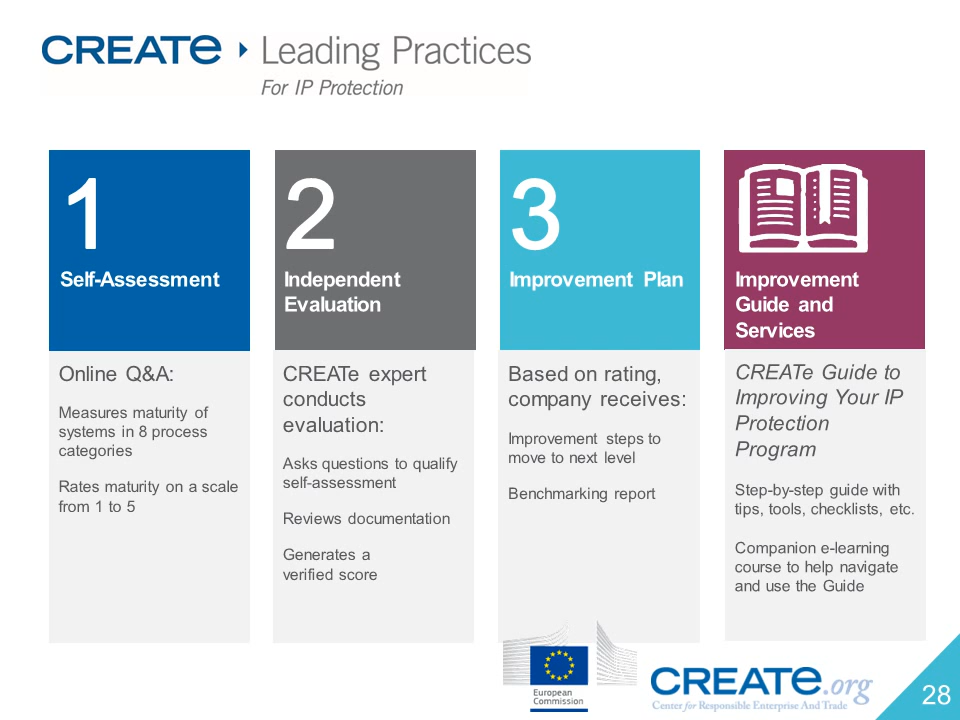 CREATe Leading Practices
For IP Protection
1
Self-Assessment
Online Q&A:
Measures maturity of
systems in 8 process
categories
Rates maturity on a scale
from 1 to 5
2
Independent
Evaluation
CREATe expert
conducts
evaluation:
Asks questions to qualify
self-assessment
Reviews documentation
Generates a
verified score
3
Improvement Plan
Based on rating,
company receives:
Improvement steps to
move to next level
Benchmarking report
Improvement
Guide and
Services
CREATe Guide to
Improving Your IP
Protection
Program
Step-by-step guide with
tips, tools, checklists, etc.
Companion e-learning
course to help navigate
and use the Guide
European
Commission
CREATe.org
Center for Responsible Enterprise And Trade
28